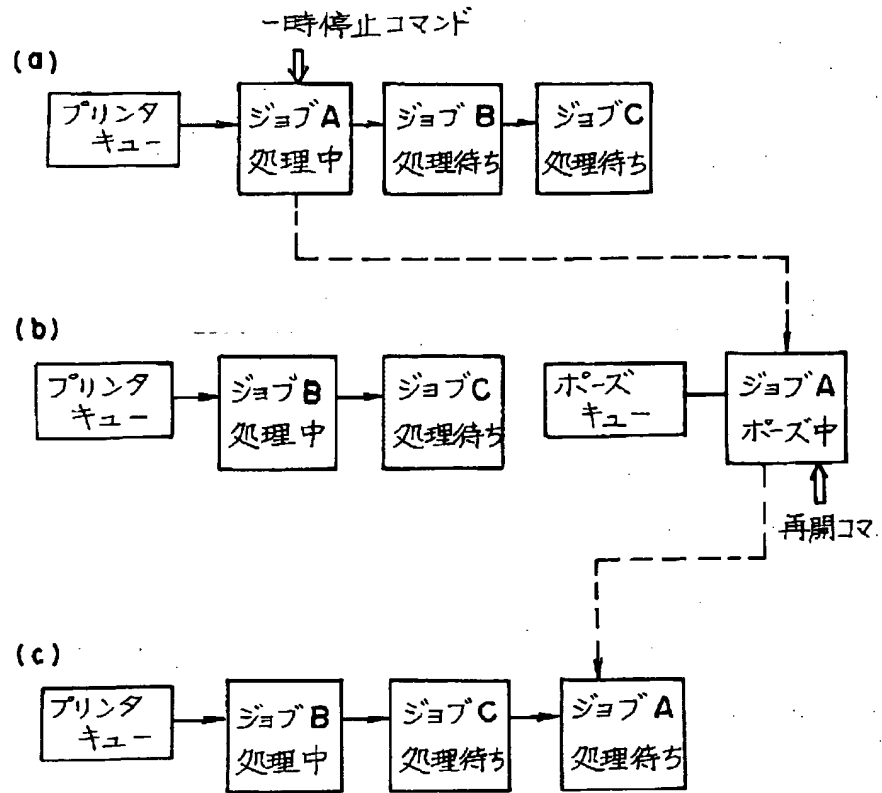 一時停止コマンド
(a)
プリンタ
キュー
ジョブA
処理中
ジョブB
処理待ち
ジョブC
処理待ち
(b)
プリンタ
キュー
ジョブB
処理中
ジョブC
処理待ち
ポーズ
キュー
ジョブA
ポーズ中
再開コマ
(c)
プリンタ
キュー
ジョブB
処理中
ジョブC
処理待ち
ジョブA
処理待ち